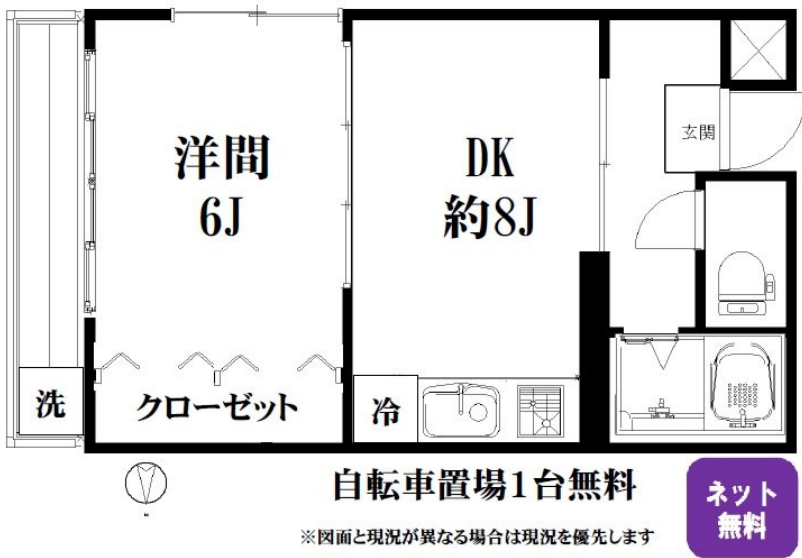 洋間
6J
DK
約8J
玄関
洗
クローゼット
冷
自転車置場1台無料
ネット
無料
※図面と現況が異なる場合は現況を優先します